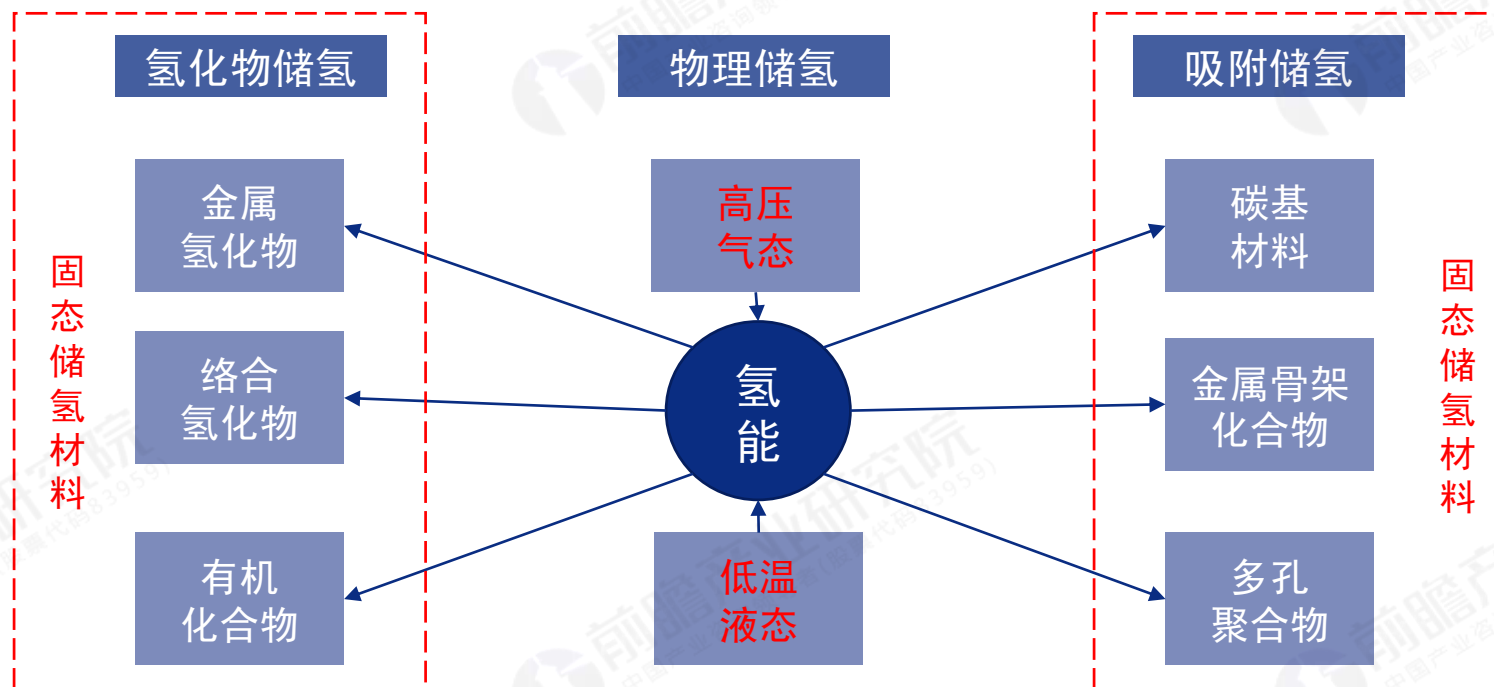 氢化物储氢
物理储氢
吸附储氢
金属
氢化物
高压
气态
碳基
材料
固态储氢材料
络合
氢化物
氢
能
金属骨架
化合物
固态储氢材料
有机
化合物
低温
液态
多孔
聚合物